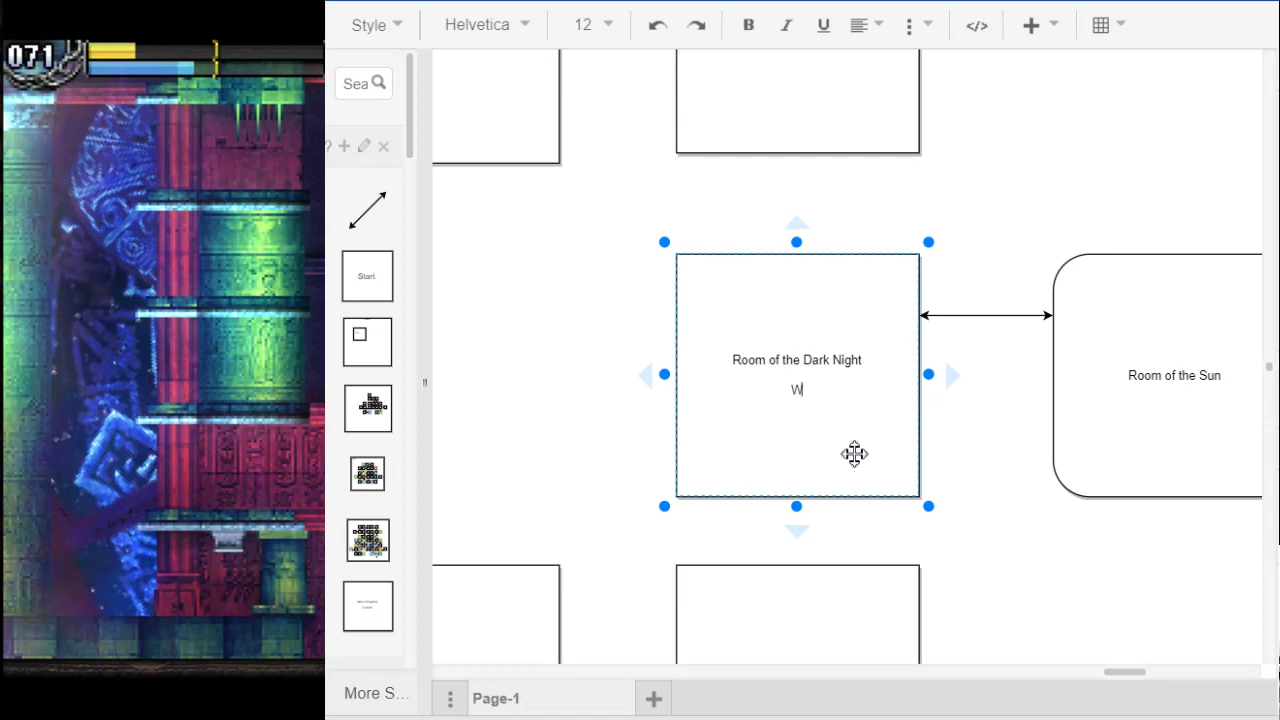 071
Style
Helvetica
12
B I U
Sea
Start
Room of the Dark Night
W
Room of the Sun
More S...
Page-1